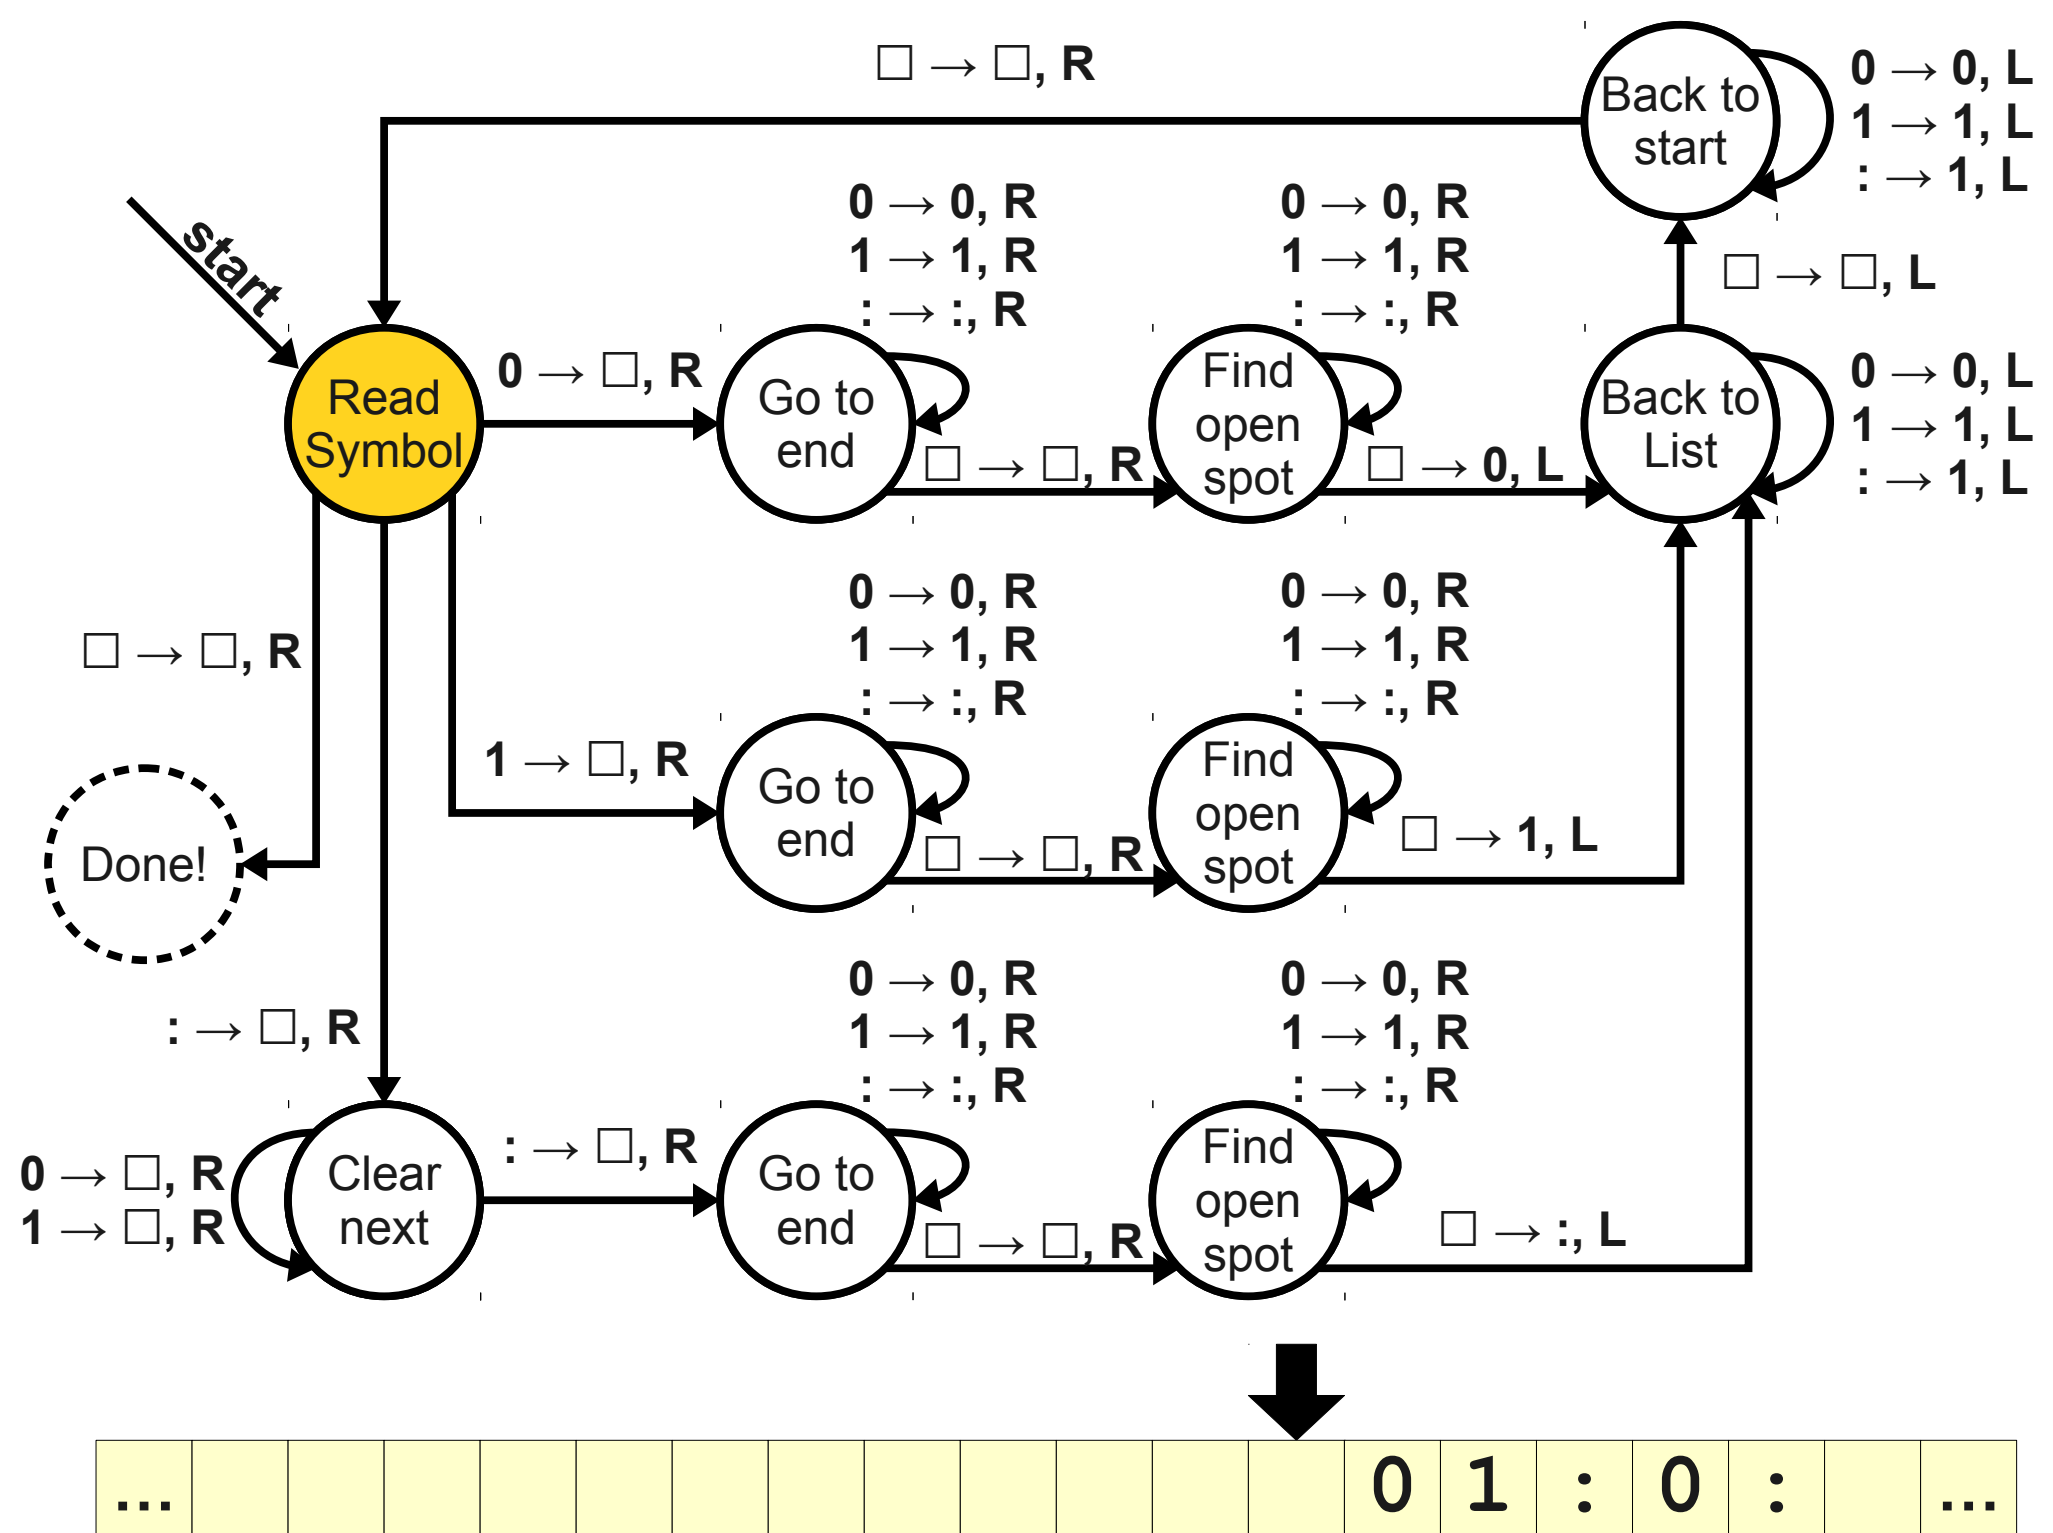 □ → □, R
Back to
start
0 → 0, L
1 → 1, L
: → 1, L
start
0 → 0, R
1 → 1, R
: → :, R
0 → 0, R
1 → 1, R
: → :, R
□ → □, L
Read
Symbol
0 → □, R
Go to
end
□ → □, R
Find
open
spot
□ → 0, L
Back to
List
0 → 0, L
1 → 1, L
: → 1, L
□ → □, R
0 → 0, R
1 → 1, R
: → :, R
0 → 0, R
1 → 1, R
: → :, R
1 → □, R
Go to
end
□ → □, R
Find
open
spot
□ → 1, L
Done!
: → □, R
0 → 0, R
1 → 1, R
: → :, R
0 → 0, R
1 → 1, R
: → :, R
0 → □, R
1 → □, R
Clear
next
: → □, R
Go to
end
□ → □, R
Find
open
spot
□ → :, L
... 0 1 : 0 : ...